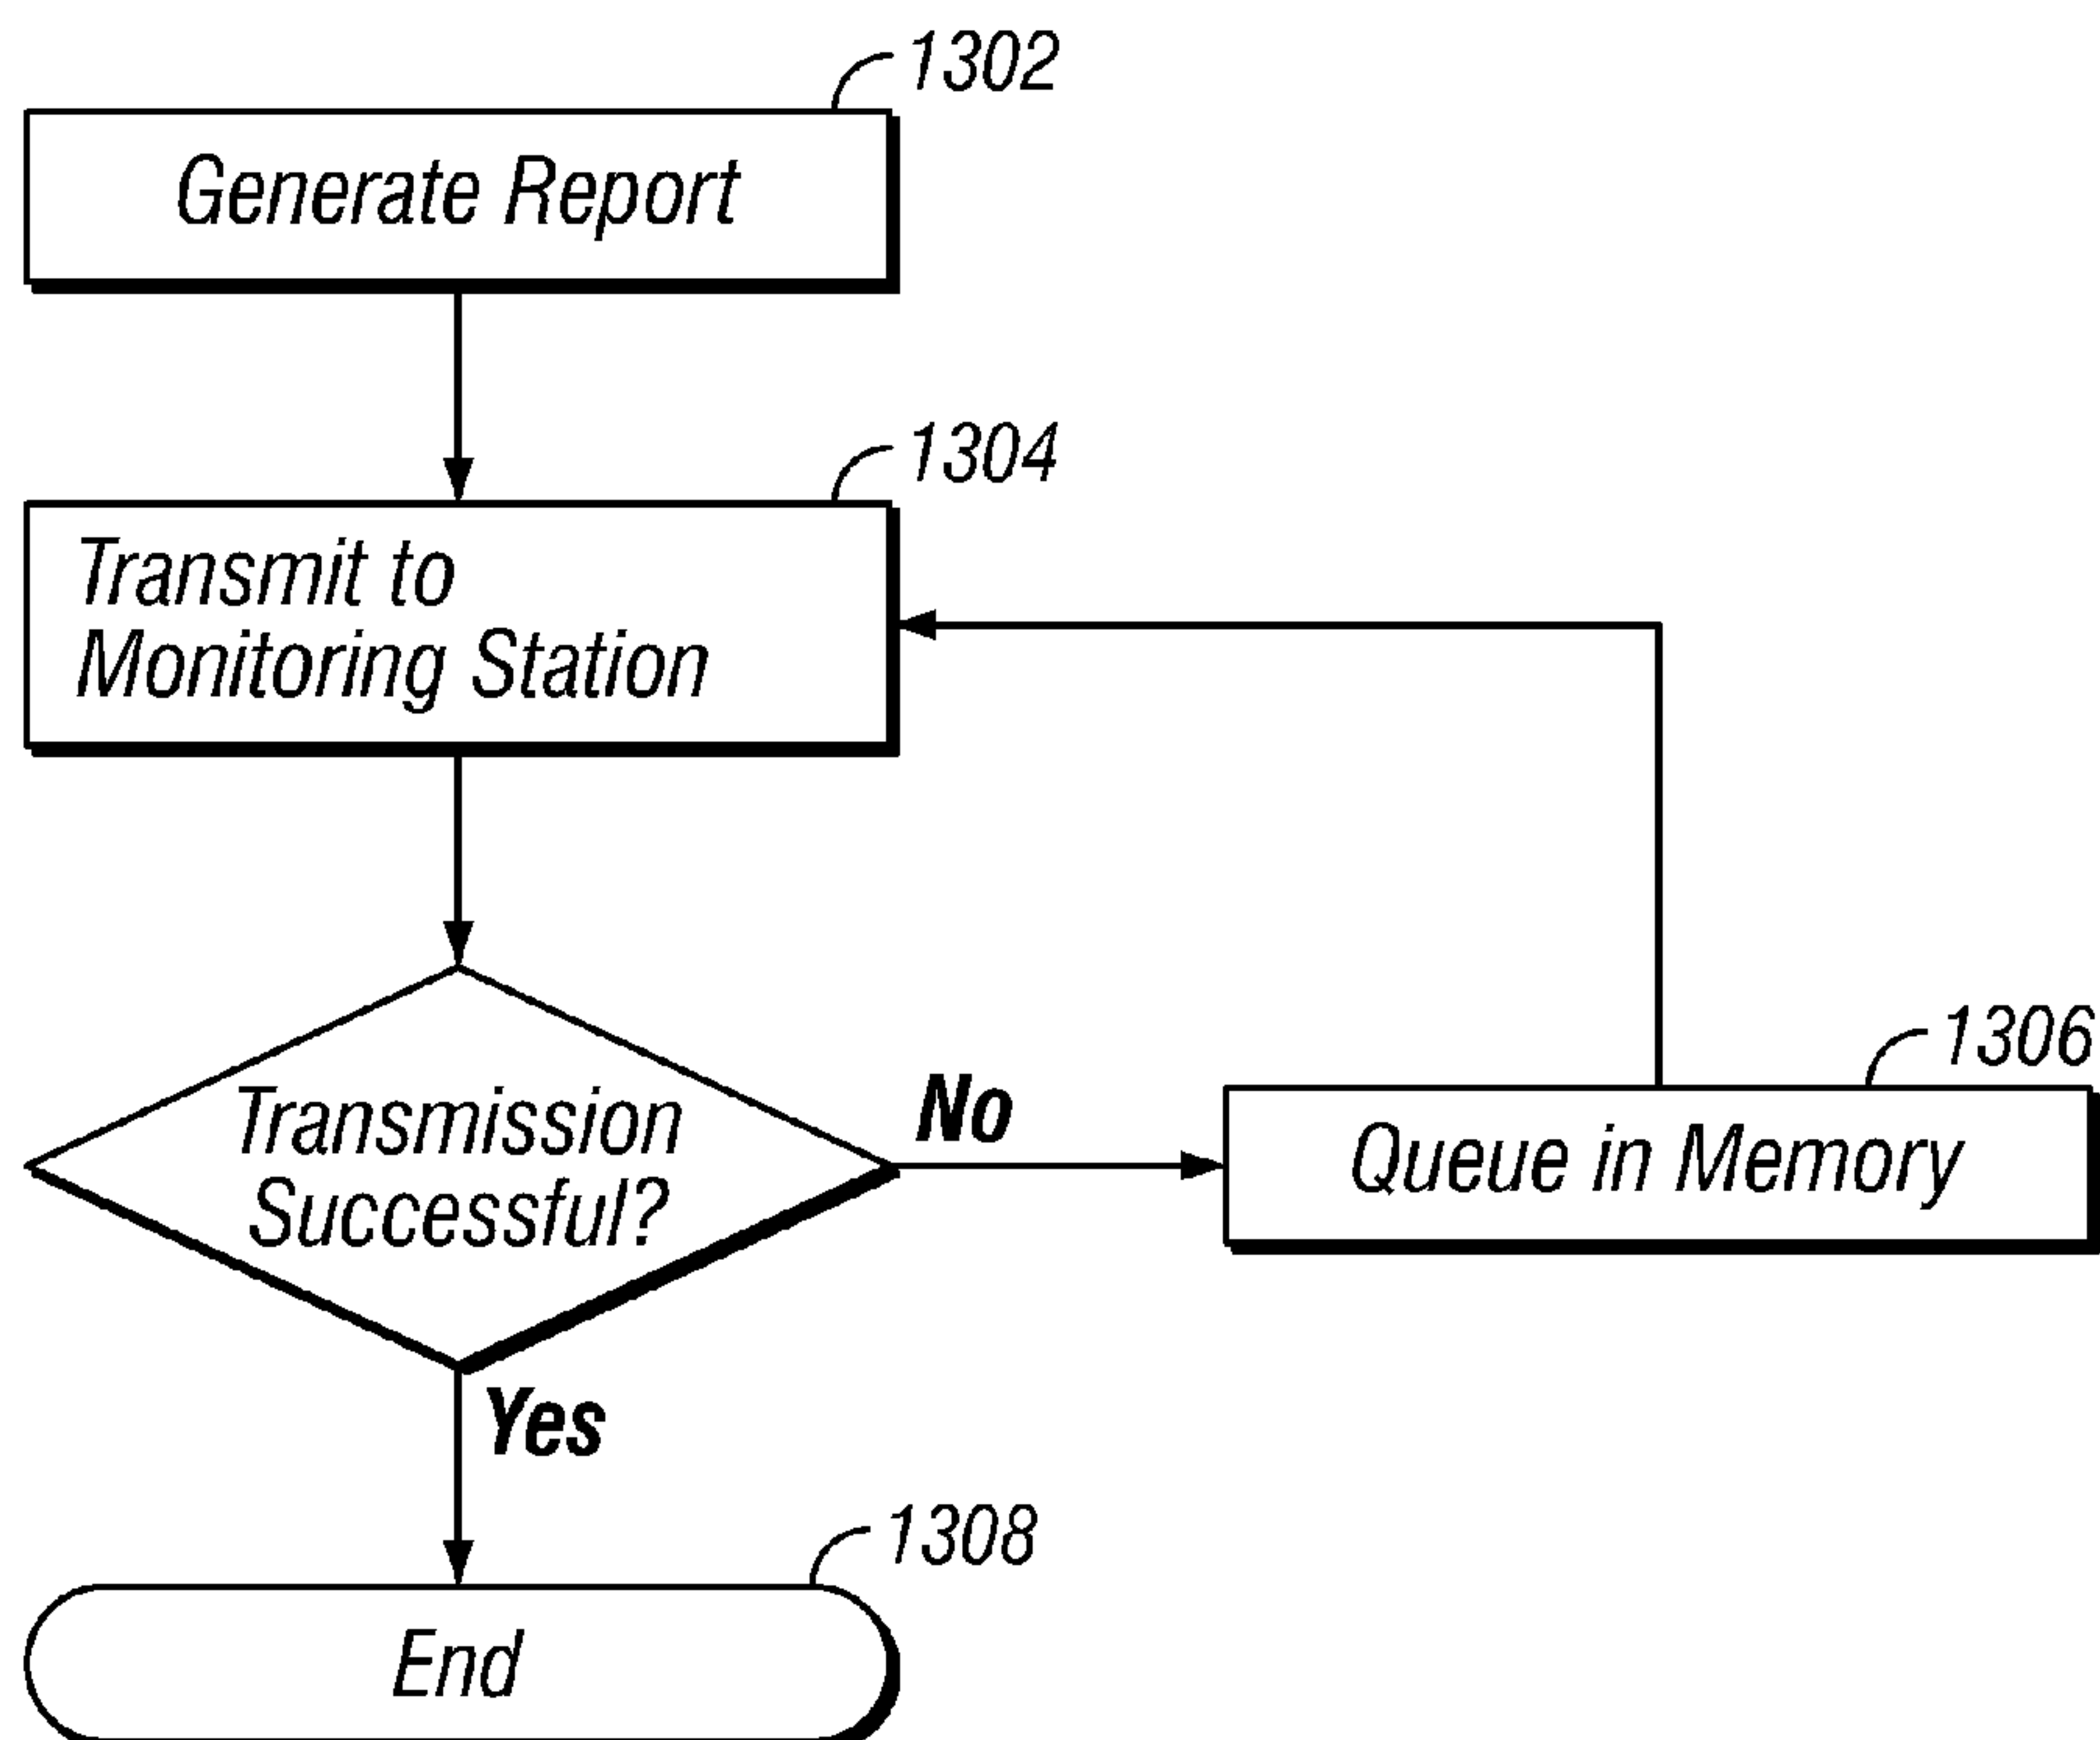 1302
Generate Report
1304
Transmit to
Monitoring Station
Transmission
Successful?
No
1306
Queue in Memory
Yes
1308
End